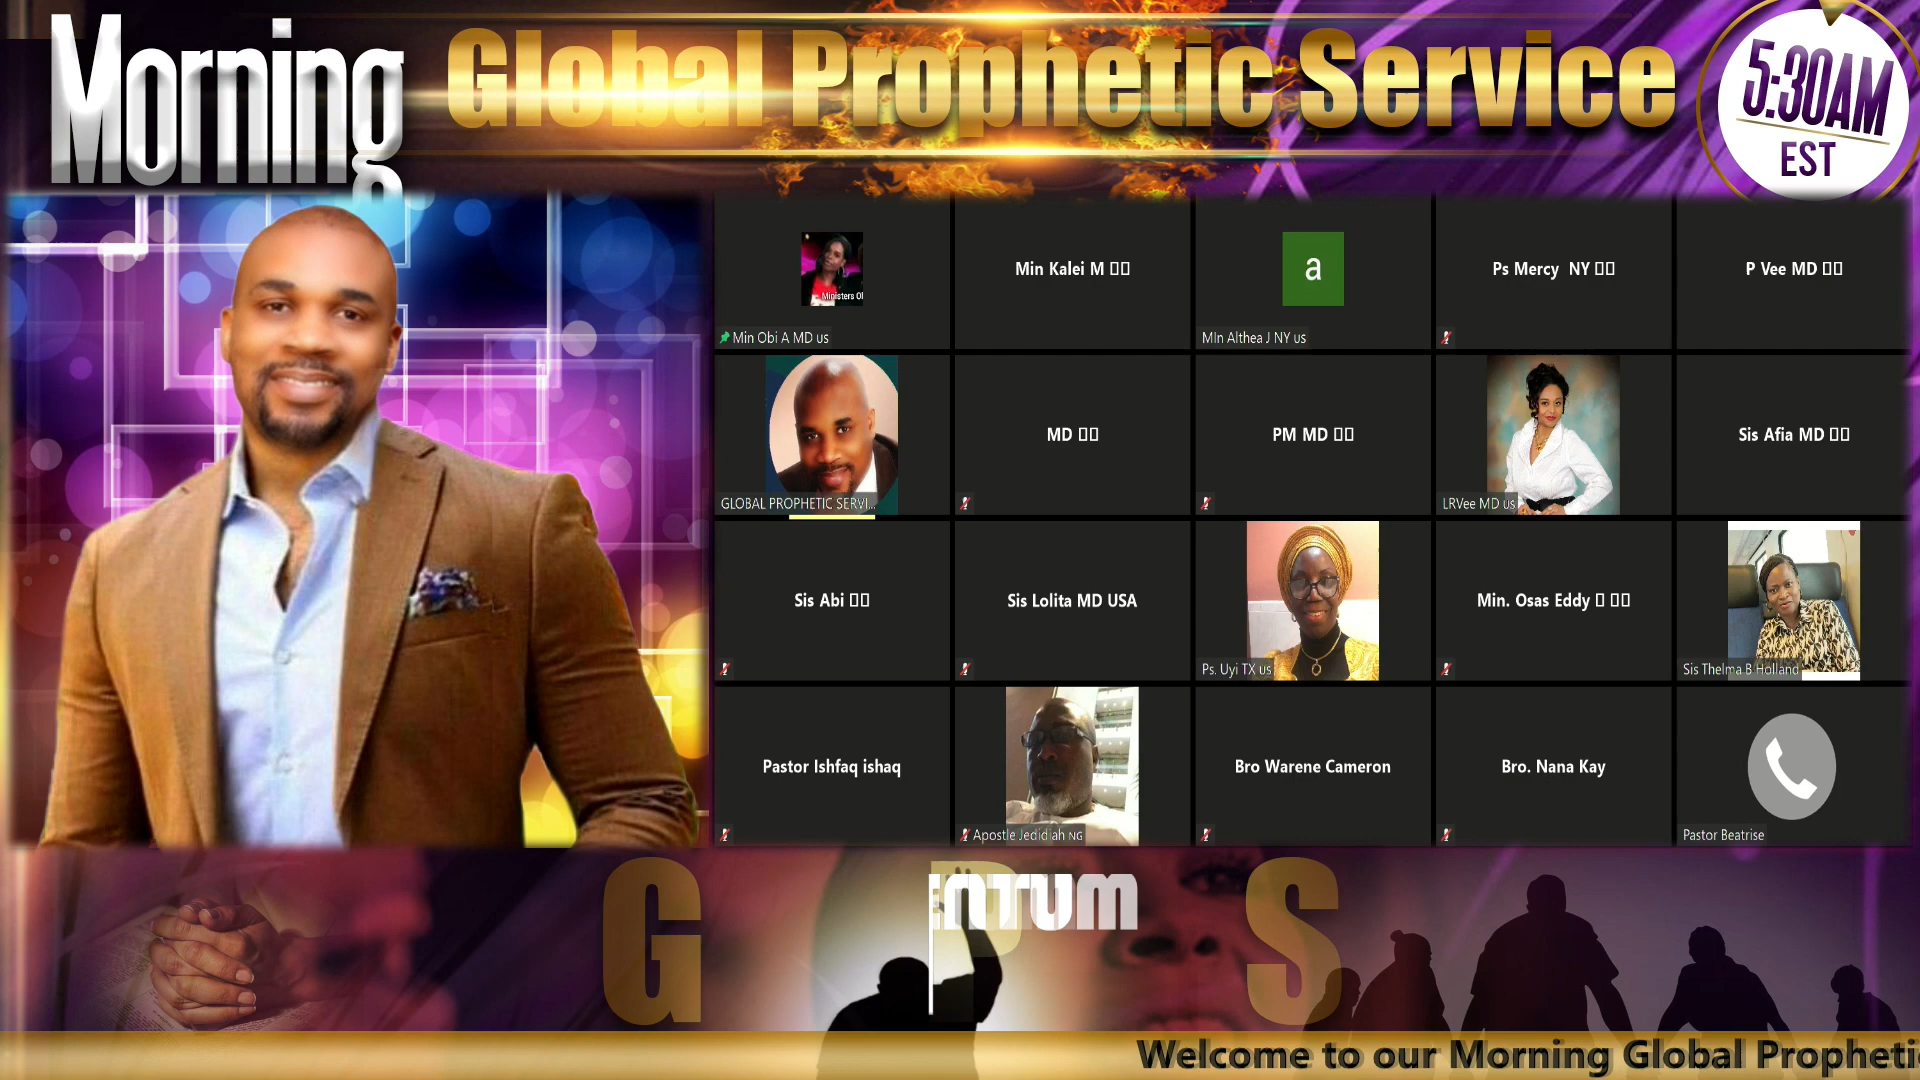 Morning
Global Prophetic Service
5:30AM
EST
Ministers Of
Min Obi A MD us
Min Kalei M
a
MIn Althea J NY us
Ps Mercy NY
P Vee MD
GLOBAL PROPHETIC SERVI...
MD
PM MD
LRVee MD us
Sis Afia MD
Sis Abi
Sis Lolita MD USA
Ps. Uyi TX us
Min. Osas Eddy
Sis Thelma B Holland
Pastor Ishfaq ishaq
Apostle Jedidiah NG
Bro Warene Cameron
Bro. Nana Kay
Pastor Beatrise
G P S
ENTUM
Welcome to our Morning Global Propheti